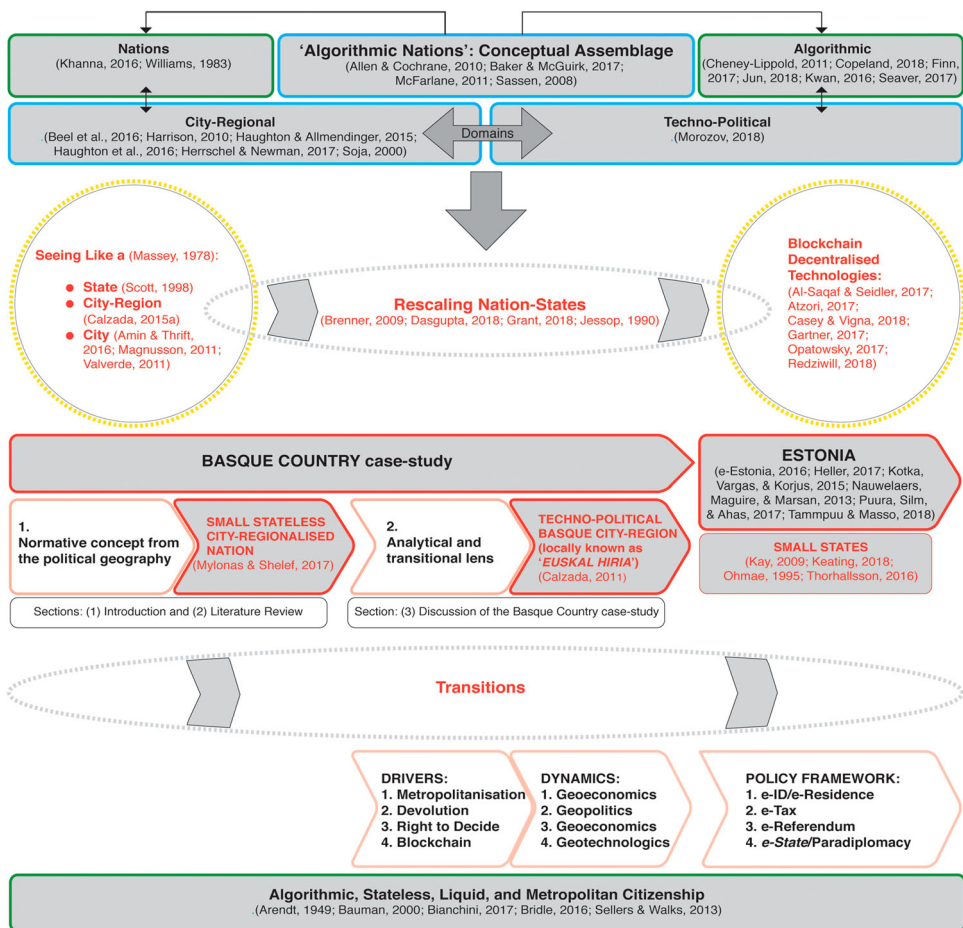 Nations
(Khanna, 2016; Williams, 1983)
‘Algorithmic Nations’: Conceptual Assemblage
(Allen & Cochrane, 2010; Baker & McGuirk, 2017;
McFarlane, 2011; Sassen, 2008)
Algorithmic
(Cheney-Lippold, 2011; Copeland, 2018; Finn,
2017; Jun, 2018; Kwan, 2016; Seaver, 2017)
City-Regional
.(Beel et al., 2016; Harrison, 2010; Haughton & Allmendinger, 2015;
Haughton et al., 2016; Herrschel & Newman, 2017; Soja, 2000)
Domains
Techno-Political
.(Morozov, 2018)
Seeing Like a (Massey, 1978):
● State (Scott, 1998)
● City-Region
(Calzada, 2015a)
● City (Amin & Thrift,
2016; Magnusson, 2011;
Valverde, 2011)
Rescaling Nation-States
(Brenner, 2009; Dasgupta, 2018; Grant, 2018; Jessop, 1990)
Blockchain
Decentralised
Technologies:
(Al-Saqaf & Seidler, 2017;
Atzori, 2017;
Casey & Vigna, 2018;
Gartner, 2017;
Opatowsky, 2017;
Redziwill, 2018)
BASQUE COUNTRY case-study
ESTONIA
(e-Estonia, 2016; Heller, 2017; Kotka,
Vargas, & Korjus, 2015; Nauwelaers,
Maguire, & Marsan, 2013; Puura, Silm,
& Ahas, 2017; Tammpuu & Masso, 2018)
1.
Normative concept from
the political geography
SMALL STATELESS
CITY-REGIONALISED
NATION
(Mylonas & Shelef, 2017)
2.
Analytical and
transitional lens
TECHNO-POLITICAL
BASQUE CITY-REGION
(locally known as
‘EUSKAL HIRIA’)
(Calzada, 2011)
SMALL STATES
(Kay, 2009; Keating, 2018;
Ohmae, 1995; Thorhallsson, 2016)
Sections: (1) Introduction and (2) Literature Review
Section: (3) Discussion of the Basque Country case-study
Transitions
DRIVERS:
1. Metropolitanisation
2. Devolution
3. Right to Decide
4. Blockchain
DYNAMICS:
1. Geoeconomics
2. Geopolitics
3. Geoeconomics
4. Geotechnologics
POLICY FRAMEWORK:
1. e-ID/e-Residence
2. e-Tax
3. e-Referendum
4. e-State/Paradiplomacy
Algorithmic, Stateless, Liquid, and Metropolitan Citizenship
.(Arendt, 1949; Bauman, 2000; Bianchini, 2017; Bridle, 2016; Sellers & Walks, 2013)